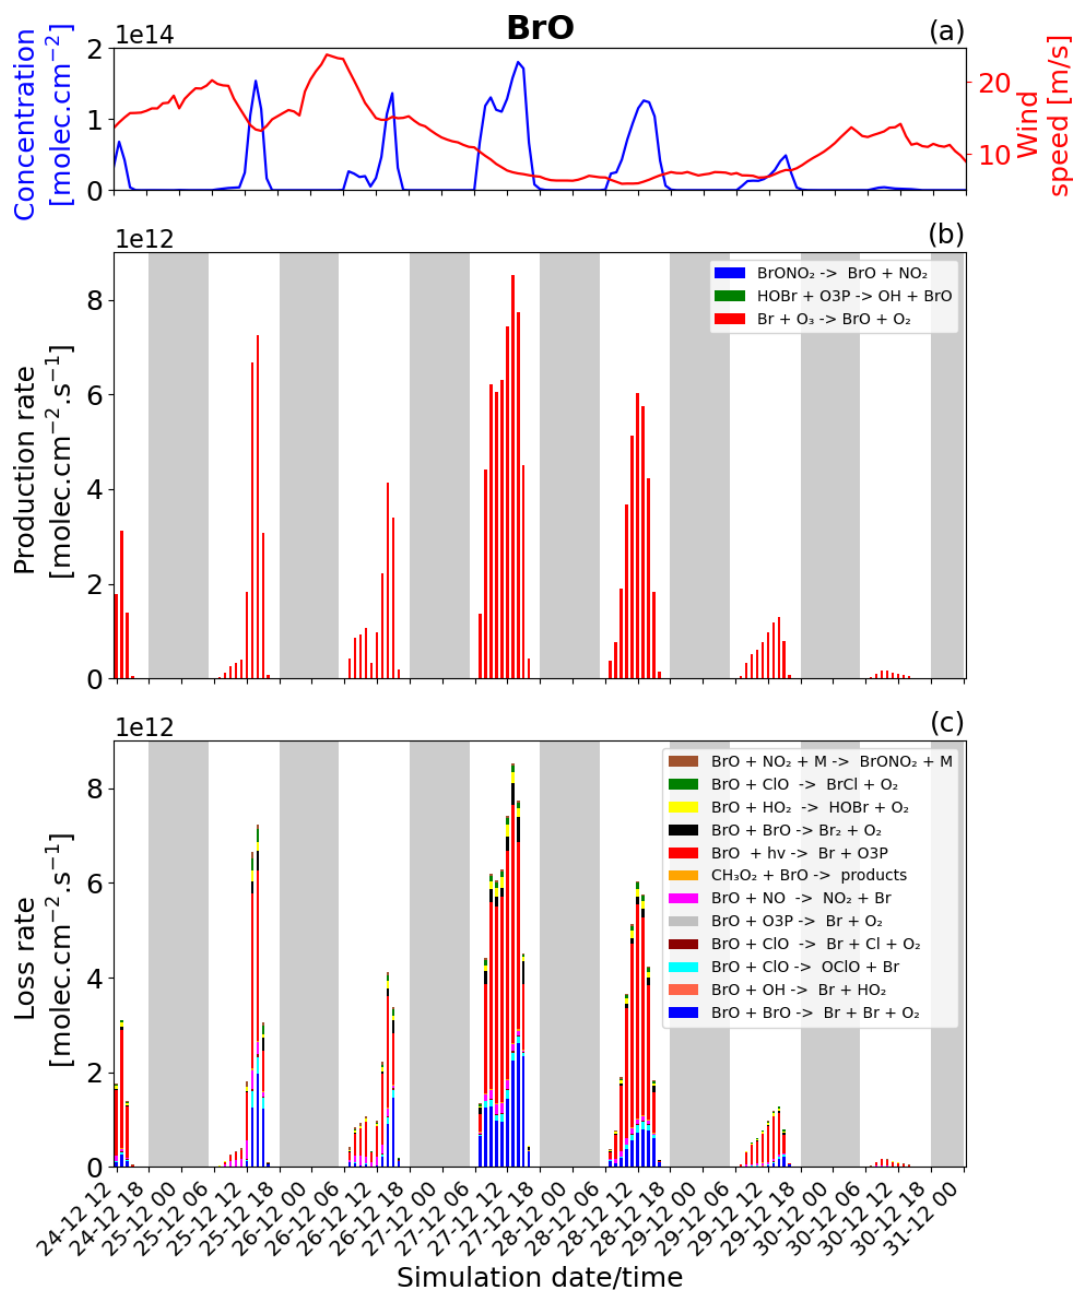 BrO
(a)
1e14
Concentration
[molec.cm⁻²]
2
1
0
20
10
Wind
speed [m/s]
1e12
(b)
Production rate
[molec.cm⁻².s⁻¹]
8
6
4
2
0
BrONO₂ -> BrO + NO₂
HOBr + O3P -> OH + BrO
Br + O₃ -> BrO + O₂
1e12
(c)
Loss rate
[molec.cm⁻².s⁻¹]
8
6
4
2
0
BrO + NO₂ + M -> BrONO₂ + M
BrO + ClO -> BrCl + O₂
BrO + HO₂ -> HOBr + O₂
BrO + BrO -> Br₂ + O₂
BrO + hv -> Br + O3P
CH₃O₂ + BrO -> products
BrO + NO -> NO₂ + Br
BrO + O3P -> Br + O₂
BrO + ClO -> Br + Cl + O₂
BrO + ClO -> OClO + Br
BrO + OH -> Br + HO₂
BrO + BrO -> Br + Br + O₂
24-12 12
24-12 18
25-12 00
25-12 06
25-12 12
25-12 18
26-12 00
26-12 06
26-12 12
26-12 18
27-12 00
27-12 06
27-12 12
27-12 18
28-12 00
28-12 06
28-12 12
28-12 18
29-12 00
29-12 06
29-12 12
29-12 18
30-12 00
30-12 06
30-12 12
30-12 18
31-12 00
Simulation date/time